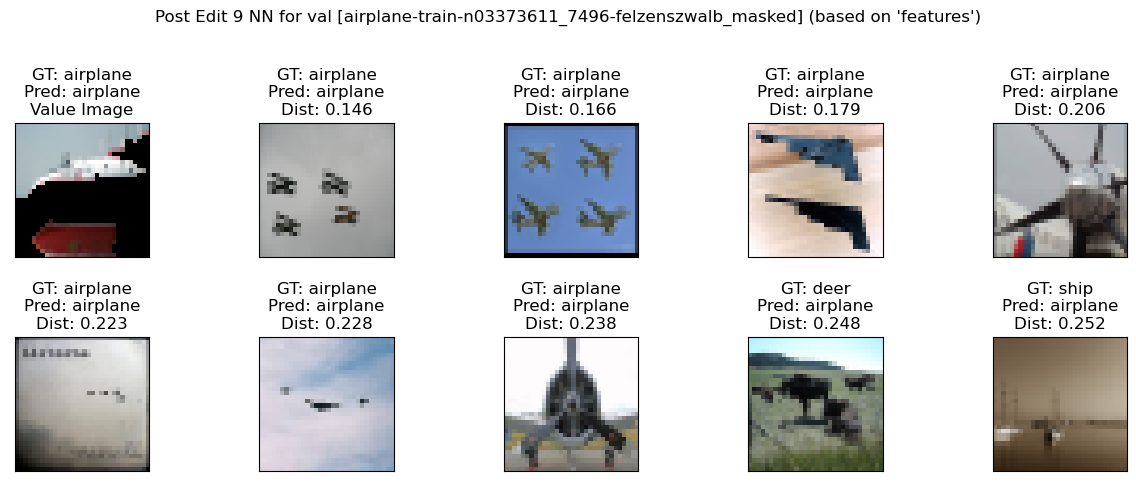 Post Edit 9 NN for val [airplane-train-n03373611_7496-felzenszwalb_masked] (based on 'features')
GT: airplane
Pred: airplane
Value Image
GT: airplane
Pred: airplane
Dist: 0.146
GT: airplane
Pred: airplane
Dist: 0.166
GT: airplane
Pred: airplane
Dist: 0.179
GT: airplane
Pred: airplane
Dist: 0.206
GT: airplane
Pred: airplane
Dist: 0.223
GT: airplane
Pred: airplane
Dist: 0.228
GT: airplane
Pred: airplane
Dist: 0.238
GT: deer
Pred: airplane
Dist: 0.248
GT: ship
Pred: airplane
Dist: 0.252